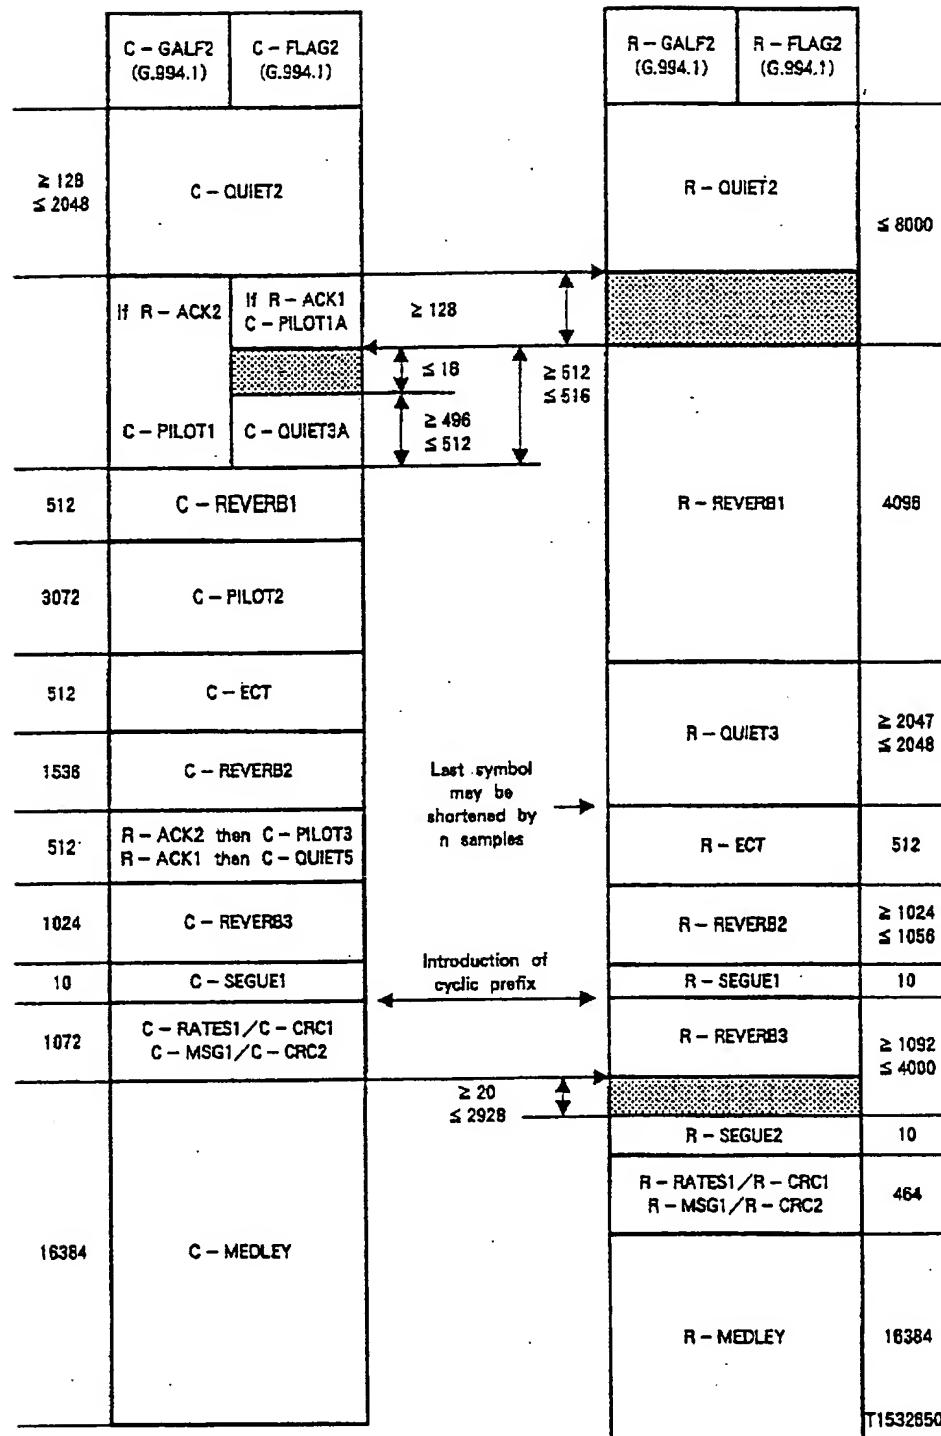 C – GALF2 C – FLAG2
(G.994.1) (G.994.1)
R – GALF2 R – FLAG2
(G.994.1) (G.994.1)
≥ 128
≤ 2048
C – QUIET2
R – QUIET2
≤ 8000
If R – ACK2
If R – ACK1
C – PILOT1A
≥ 128
≤ 18
≥ 512
≤ 516
C – PILOT1
C – QUIET3A
≥ 496
≤ 512
512
C – REVERB1
R – REVERB1
4096
3072
C – PILOT2
512
C – ECT
R – QUIET3
≥ 2047
≤ 2048
1536
C – REVERB2
Last symbol
may be
shortened by
n samples
512
R – ACK2 then C – PILOT3
R – ACK1 then C – QUIET5
R – ECT
512
1024
C – REVERB3
R – REVERB2
≥ 1024
≤ 1056
Introduction of
cyclic prefix
10
C – SEGUE1
R – SEGUE1
10
1072
C – RATES1/C – CRC1
C – MSG1/C – CRC2
R – REVERB3
≥ 1092
≤ 4000
≥ 20
≤ 2928
R – SEGUE2
10
R – RATES1/R – CRC1
R – MSG1/R – CRC2
464
16384
C – MEDLEY
R – MEDLEY
16384
T1532850